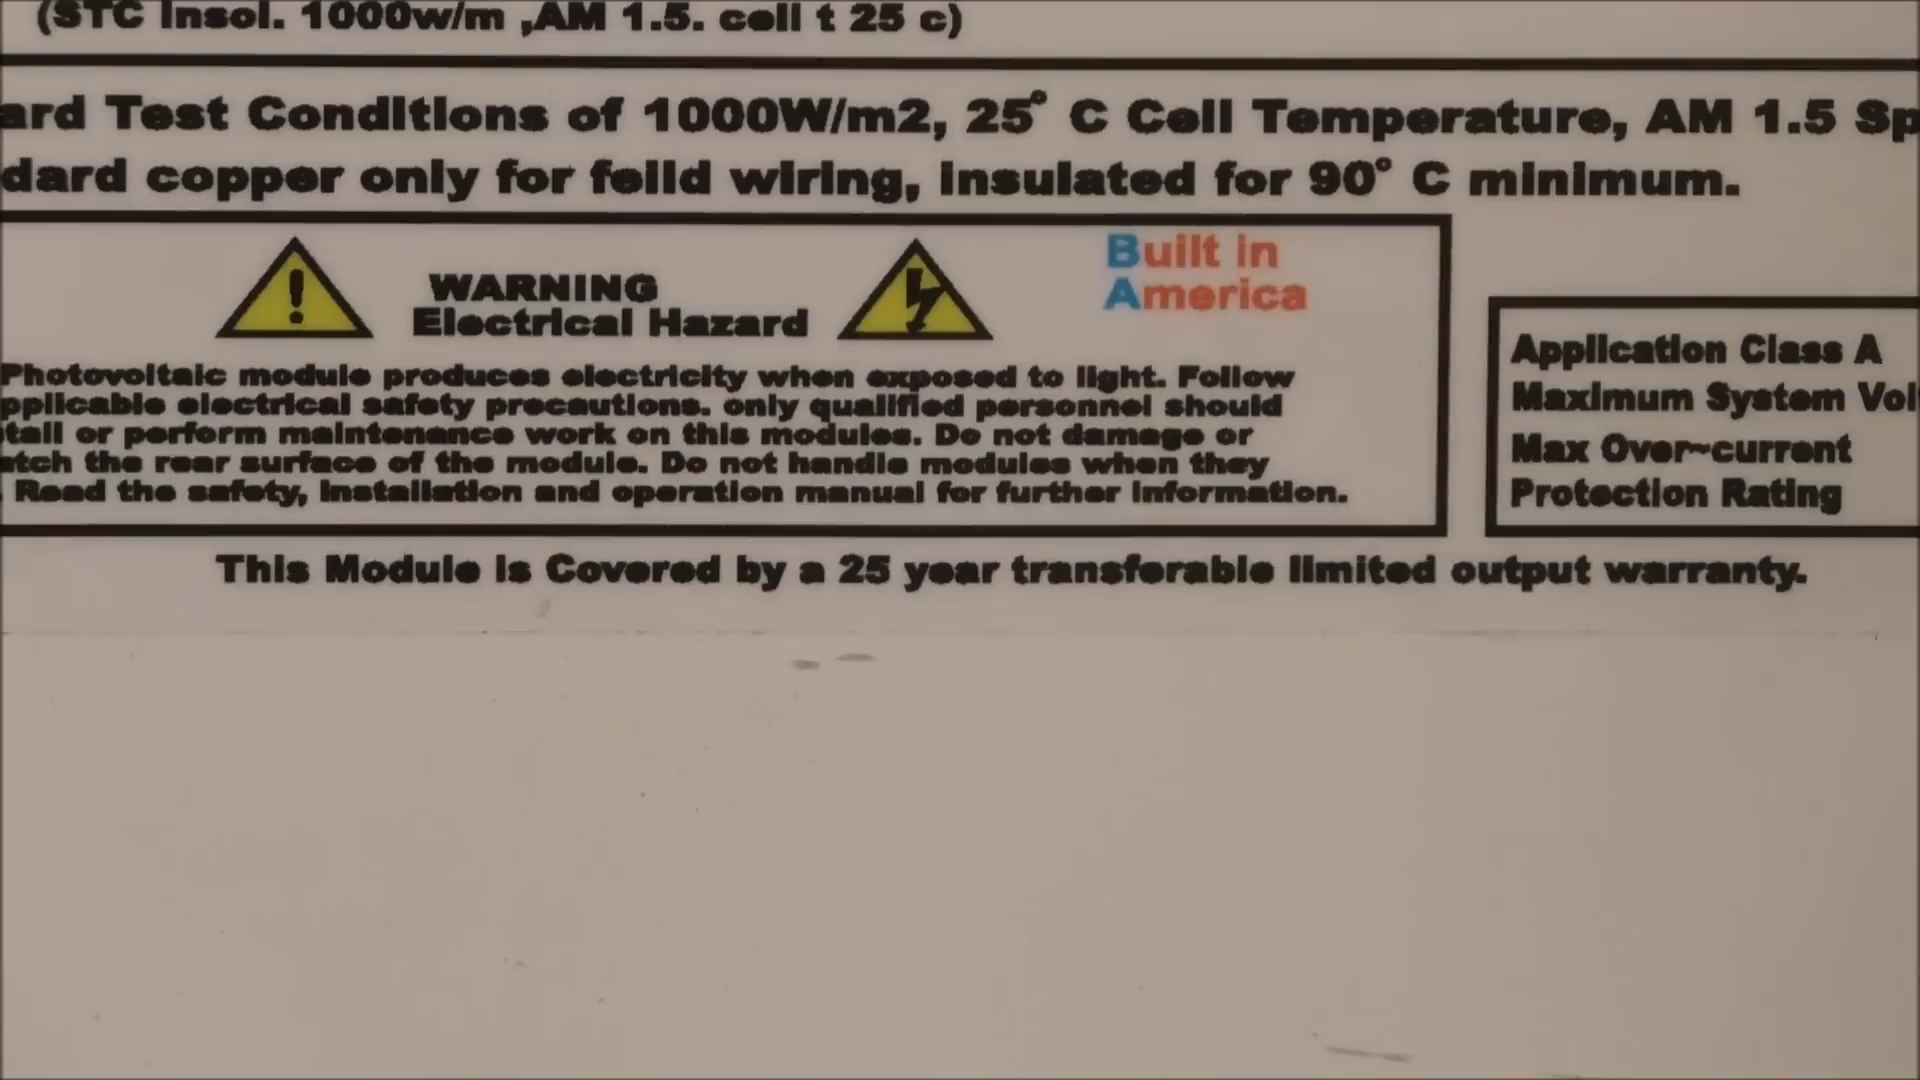 (STC Insol. 1000w/m ,AM 1.5. cell t 25 c)
ard Test Conditions of 1000W/m2, 25° C Cell Temperature, AM 1.5 Sp
dard copper only for feild wiring, insulated for 90° C minimum.
WARNING
Electrical Hazard
Built in
America
Photovoltaic module produces electricity when exposed to light. Follow
pplicable electrical safety precautions. only qualified personnel should
tall or perform maintenance work on this modules. Do not damage or
atch the rear surface of the module. Do not handle modules when they
. Read the safety, installation and operation manual for further information.
Application Class A
Maximum System Vol
Max Over~current
Protection Rating
This Module is Covered by a 25 year transferable limited output warranty.